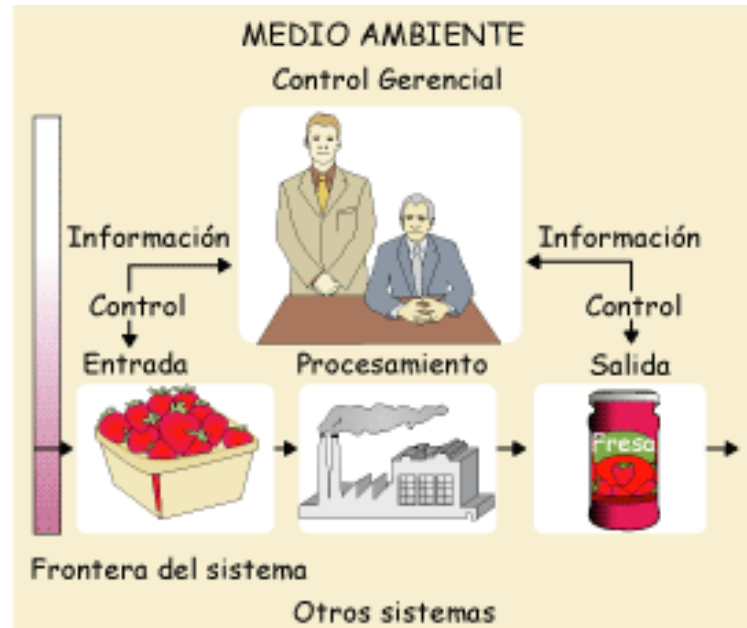 MEDIO AMBIENTE
Control Gerencial
Información
Información
Control
Control
Entrada
Procesamiento
Salida
Fresa
Frontera del sistema
Otros sistemas